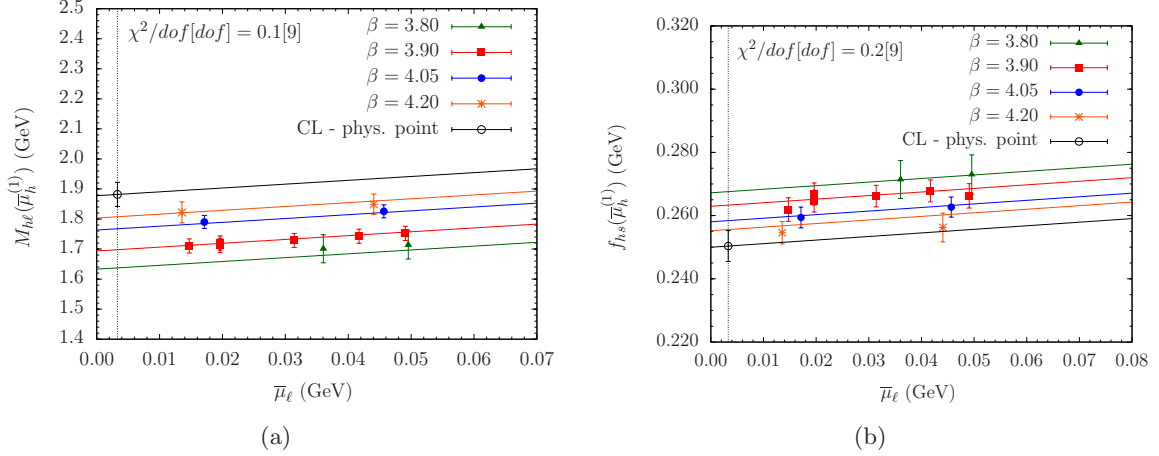 2.5
2.4
2.3
2.2
2.1
2.0
1.9
1.8
1.7
1.6
1.5
1.4
M_{hℓ}(\overline{μ}_h^{(1)}) (GeV)
χ²/dof[dof] = 0.1[9]
β = 3.80
β = 3.90
β = 4.05
β = 4.20
CL - phys. point
0.00 0.01 0.02 0.03 0.04 0.05 0.06 0.07
\overline{μ}_ℓ (GeV)
(a)
0.320
0.300
0.280
0.260
0.240
0.220
f_{hs}(\overline{μ}_h^{(1)}) (GeV)
χ²/dof[dof] = 0.2[9]
β = 3.80
β = 3.90
β = 4.05
β = 4.20
CL - phys. point
0.00 0.01 0.02 0.03 0.04 0.05 0.06 0.07 0.08
\overline{μ}_ℓ (GeV)
(b)